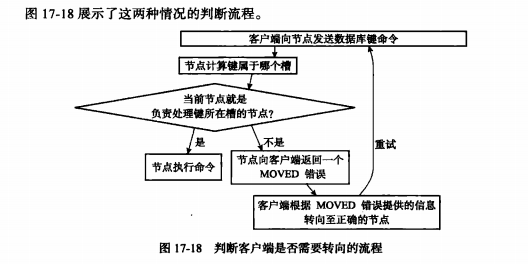 图 17-18 展示了这两种情况的判断流程。
客户端向节点发送数据库键命令
节点计算键属于哪个槽
当前节点就是
负责处理键所在槽的节点?
是
不是
重试
节点执行命令
节点向客户端返回一个
MOVED 错误
客户端根据 MOVED 错误提供的信息
转向至正确的节点
图 17-18 判断客户端是否需要转向的流程